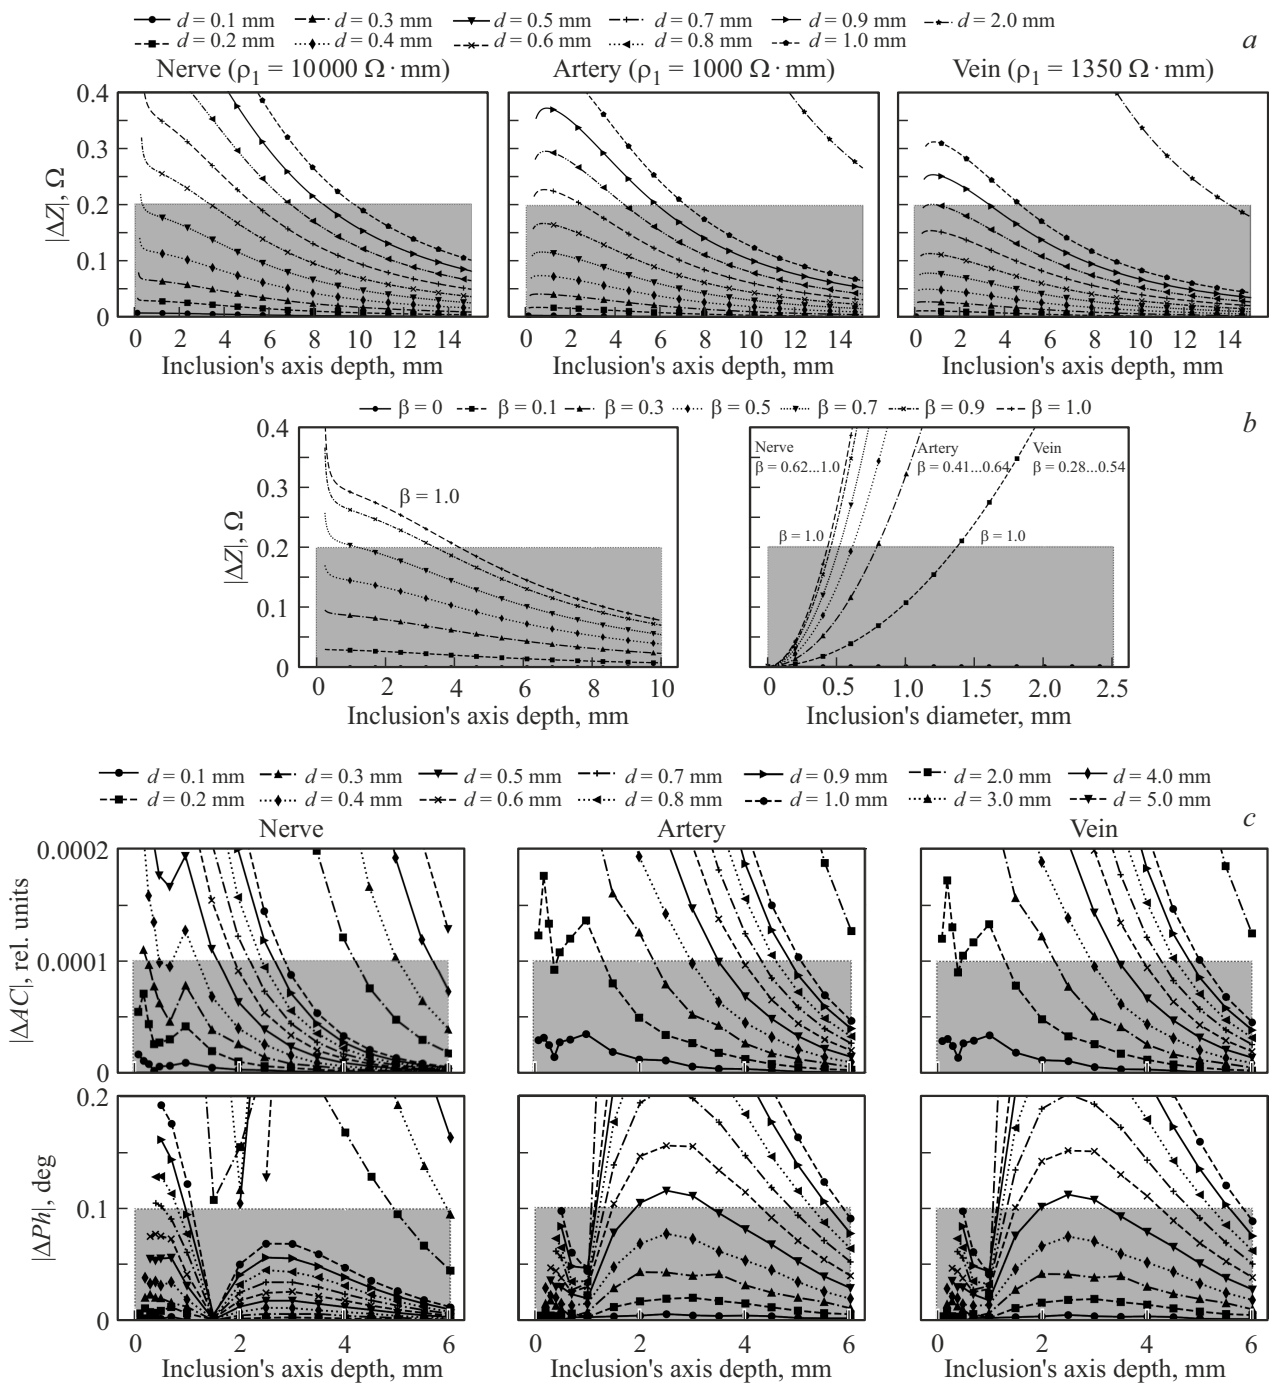 d = 0.1 mm d = 0.3 mm d = 0.5 mm d = 0.7 mm d = 0.9 mm d = 2.0 mm
d = 0.2 mm d = 0.4 mm d = 0.6 mm d = 0.8 mm d = 1.0 mm
a
Nerve (ρ1 = 10 000 Ω · mm) Artery (ρ1 = 1000 Ω · mm) Vein (ρ1 = 1350 Ω · mm)
|ΔZ|, Ω
0.4
0.3
0.2
0.1
0
0 2 4 6 8 10 12 14
0 2 4 6 8 10 12 14
0 2 4 6 8 10 12 14
Inclusion's axis depth, mm Inclusion's axis depth, mm Inclusion's axis depth, mm
β = 0 β = 0.1 β = 0.3 β = 0.5 β = 0.7 β = 0.9 β = 1.0
b
|ΔZ|, Ω
0.4
0.3
0.2
0.1
0
β = 1.0
0 2 4 6 8 10
Inclusion's axis depth, mm
Nerve Artery Vein
β = 0.62...1.0 β = 0.41...0.64 β = 0.28...0.54
β = 1.0 β = 1.0
0 0.5 1.0 1.5 2.0 2.5
Inclusion's diameter, mm
d = 0.1 mm d = 0.3 mm d = 0.5 mm d = 0.7 mm d = 0.9 mm d = 2.0 mm d = 4.0 mm
d = 0.2 mm d = 0.4 mm d = 0.6 mm d = 0.8 mm d = 1.0 mm d = 3.0 mm d = 5.0 mm
c
Nerve Artery Vein
|ΔAC|, rel. units
0.0002
0.0001
0
|ΔPh|, deg
0.2
0.1
0
0 2 4 6
0 2 4 6
0 2 4 6
Inclusion's axis depth, mm Inclusion's axis depth, mm Inclusion's axis depth, mm